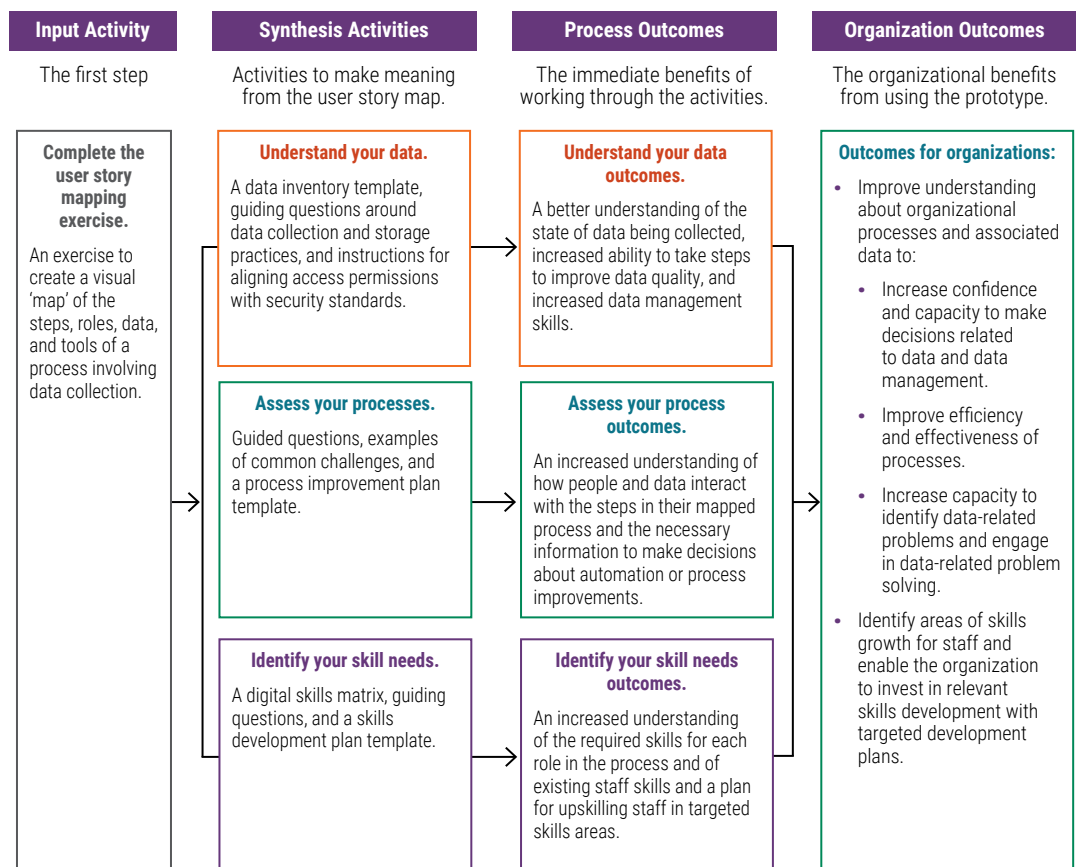 Input Activity
The first step
Complete the
user story
mapping
exercise.
An exercise to
create a visual
‘map’ of the
steps, roles, data,
and tools of a
process involving
data collection.
Synthesis Activities
Activities to make meaning
from the user story map.
Understand your data.
A data inventory template,
guiding questions around
data collection and storage
practices, and instructions for
aligning access permissions
with security standards.
Assess your processes.
Guided questions, examples
of common challenges, and
a process improvement plan
template.
Identify your skill needs.
A digital skills matrix, guiding
questions, and a skills
development plan template.
Process Outcomes
The immediate benefits of
working through the activities.
Understand your data
outcomes.
A better understanding of the
state of data being collected,
increased ability to take steps
to improve data quality, and
increased data management
skills.
Assess your process
outcomes.
An increased understanding of
how people and data interact
with the steps in their mapped
process and the necessary
information to make decisions
about automation or process
improvements.
Identify your skill needs
outcomes.
An increased understanding
of the required skills for each
role in the process and of
existing staff skills and a plan
for upskilling staff in targeted
skills areas.
Organization Outcomes
The organizational benefits
from using the prototype.
Outcomes for organizations:
• Improve understanding
about organizational
processes and associated
data to:
• Increase confidence
and capacity to make
decisions related
to data and data
management.
• Improve efficiency
and effectiveness of
processes.
• Increase capacity to
identify data-related
problems and engage
in data-related problem
solving.
• Identify areas of skills
growth for staff and
enable the organization
to invest in relevant
skills development with
targeted development
plans.